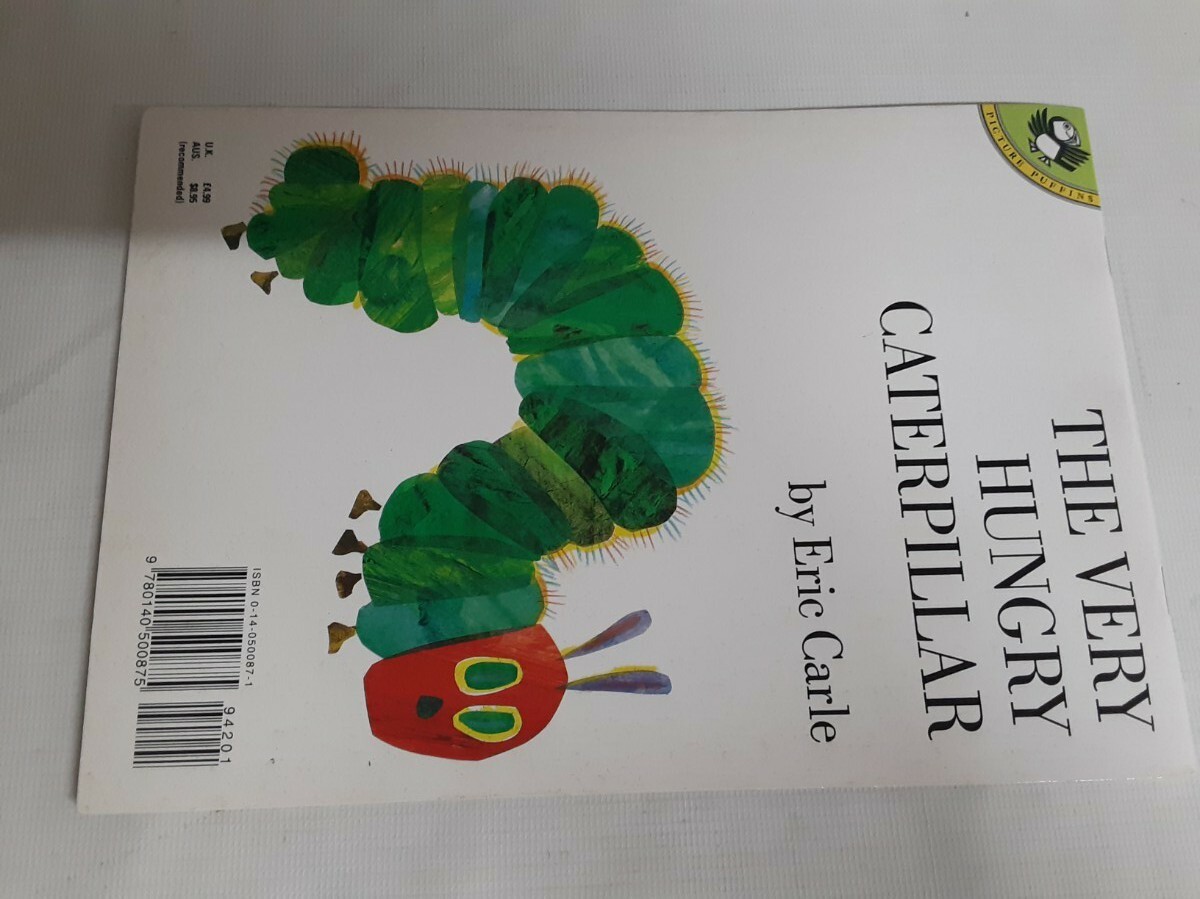 PICTURE PUFFINS
THE VERY
HUNGRY
CATERPILLAR
by Eric Carle
U.K. £4.99
AUS. $8.95
(recommended)
ISBN 0-14-050087-1
94201
9 780140 500875